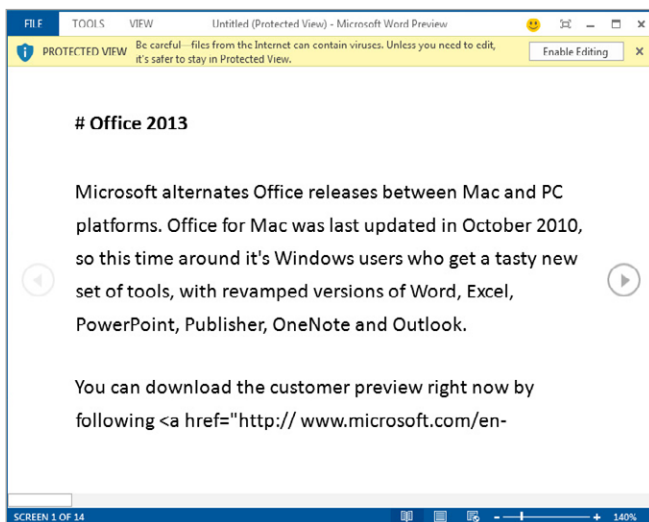 FILE TOOLS VIEW Untitled (Protected View) - Microsoft Word Preview
PROTECTED VIEW Be careful—files from the Internet can contain viruses. Unless you need to edit,
it's safer to stay in Protected View. Enable Editing
# Office 2013
Microsoft alternates Office releases between Mac and PC
platforms. Office for Mac was last updated in October 2010,
so this time around it's Windows users who get a tasty new
set of tools, with revamped versions of Word, Excel,
PowerPoint, Publisher, OneNote and Outlook.
You can download the customer preview right now by
following <a href="http:// www.microsoft.com/en-
SCREEN 1 OF 14 140%